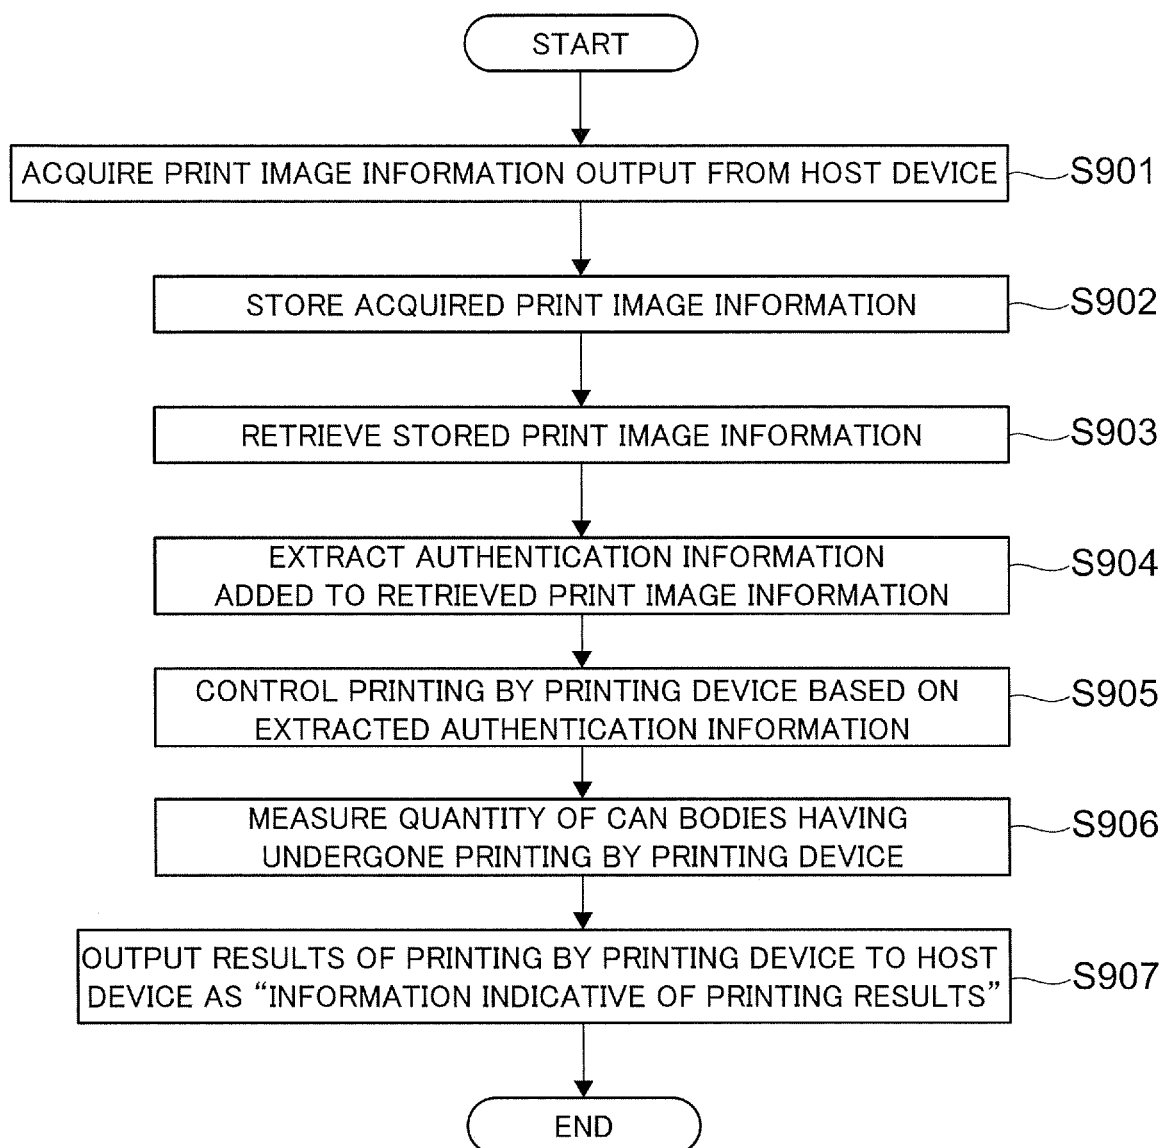 START
ACQUIRE PRINT IMAGE INFORMATION OUTPUT FROM HOST DEVICE
S901
STORE ACQUIRED PRINT IMAGE INFORMATION
S902
RETRIEVE STORED PRINT IMAGE INFORMATION
S903
EXTRACT AUTHENTICATION INFORMATION
ADDED TO RETRIEVED PRINT IMAGE INFORMATION
S904
CONTROL PRINTING BY PRINTING DEVICE BASED ON
EXTRACTED AUTHENTICATION INFORMATION
S905
MEASURE QUANTITY OF CAN BODIES HAVING
UNDERGONE PRINTING BY PRINTING DEVICE
S906
OUTPUT RESULTS OF PRINTING BY PRINTING DEVICE TO HOST
DEVICE AS “INFORMATION INDICATIVE OF PRINTING RESULTS”
S907
END